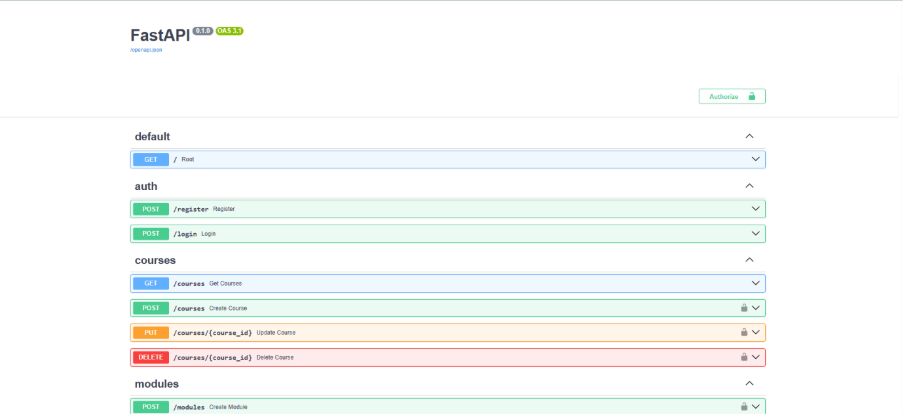 FastAPI 0.1.0 OAS 3.1
/openapi.json
Authorize
default
GET / Root
auth
POST /register Register
POST /login Login
courses
GET /courses Get Courses
POST /courses Create Course
PUT /courses/{course_id} Update Course
DELETE /courses/{course_id} Delete Course
modules
POST /modules Create Module